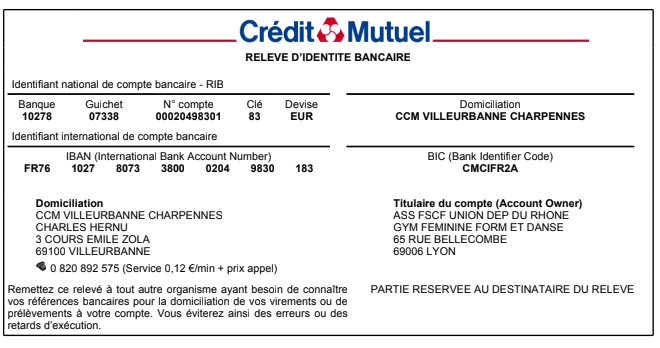 Crédit Mutuel
RELEVE D'IDENTITE BANCAIRE
Identifiant national de compte bancaire - RIB
Banque Guichet N° compte Clé Devise Domiciliation
10278 07338 00020498301 83 EUR CCM VILLEURBANNE CHARPENNES
Identifiant international de compte bancaire
IBAN (International Bank Account Number) BIC (Bank Identifier Code)
FR76 1027 8073 3800 0204 9830 183 CMCIFR2A
Domiciliation
CCM VILLEURBANNE CHARPENNES
CHARLES HERNU
3 COURS EMILE ZOLA
69100 VILLEURBANNE
0 820 892 575 (Service 0,12 €/min + prix appel)
Titulaire du compte (Account Owner)
ASS FSCF UNION DEP DU RHONE
GYM FEMININE FORM ET DANSE
65 RUE BELLECOMBE
69006 LYON
Remettez ce relevé à tout autre organisme ayant besoin de connaître
vos références bancaires pour la domiciliation de vos virements ou de
prélèvements à votre compte. Vous éviterez ainsi des erreurs ou des
retards d'exécution.
PARTIE RESERVEE AU DESTINATAIRE DU RELEVE